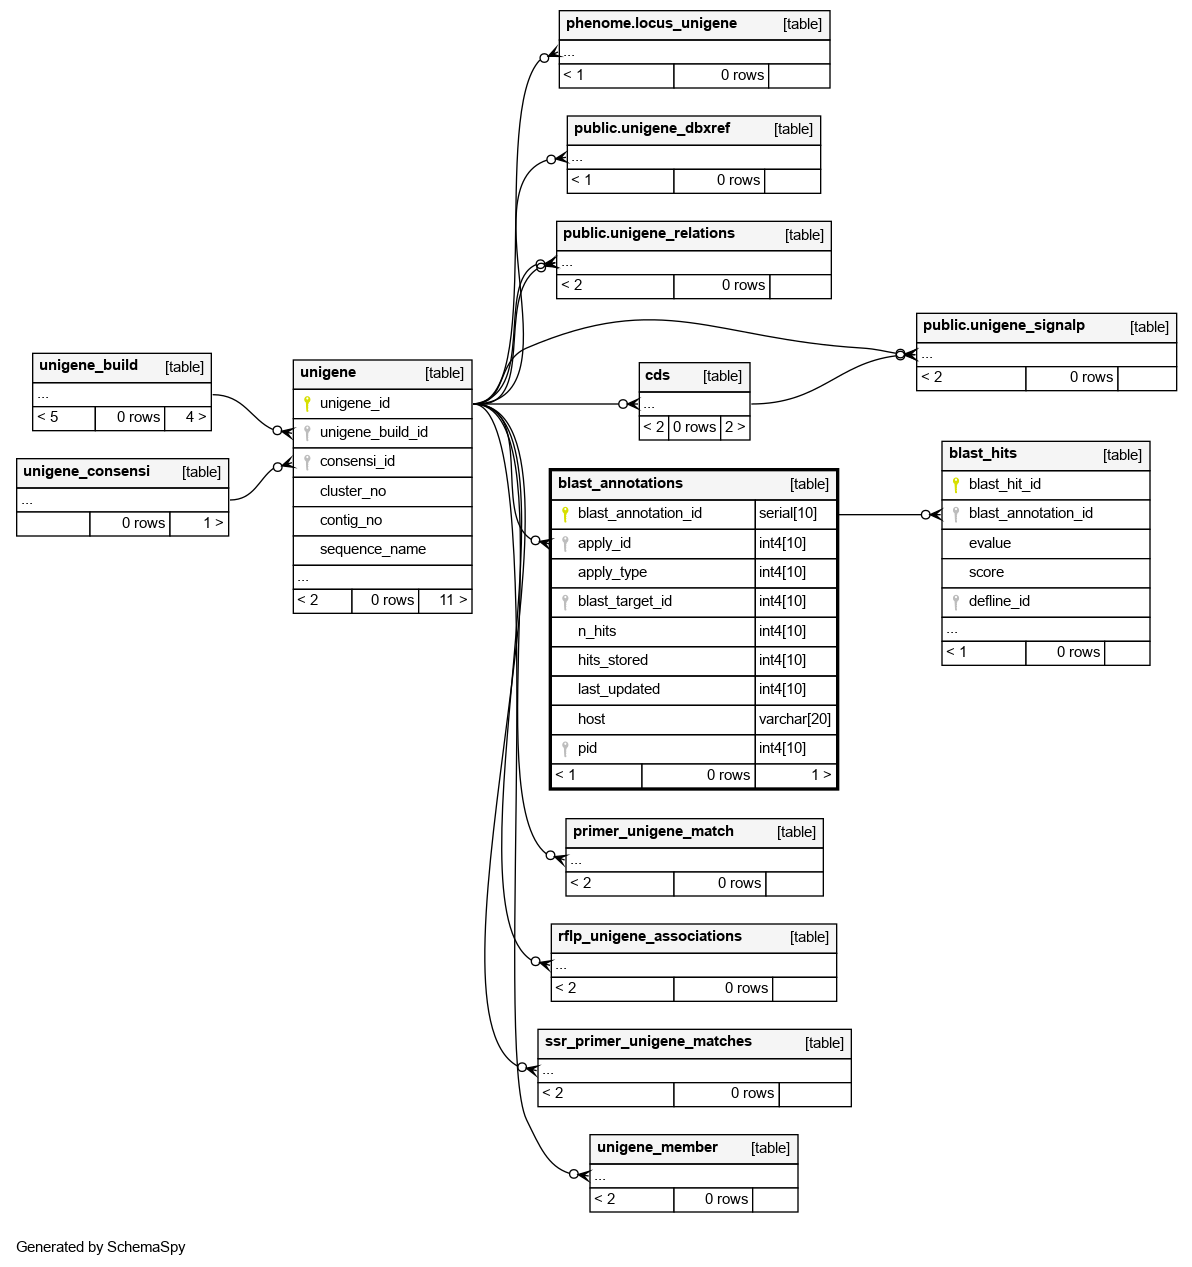 phenome.locus_unigene [table]
...
< 1 0 rows
public.unigene_dbxref [table]
...
< 1 0 rows
public.unigene_relations [table]
...
< 2 0 rows
public.unigene_signalp [table]
...
< 2 0 rows
unigene_build [table]
...
< 5 0 rows 4 >
unigene_consensi [table]
...
0 rows 1 >
unigene [table]
unigene_id
unigene_build_id
consensi_id
cluster_no
contig_no
sequence_name
...
< 2 0 rows 11 >
cds [table]
...
< 2 0 rows 2 >
blast_annotations [table]
blast_annotation_id serial[10]
apply_id int4[10]
apply_type int4[10]
blast_target_id int4[10]
n_hits int4[10]
hits_stored int4[10]
last_updated int4[10]
host varchar[20]
pid int4[10]
< 1 0 rows 1 >
blast_hits [table]
blast_hit_id
blast_annotation_id
evalue
score
defline_id
...
< 1 0 rows
primer_unigene_match [table]
...
< 2 0 rows
rflp_unigene_associations [table]
...
< 2 0 rows
ssr_primer_unigene_matches [table]
...
< 2 0 rows
unigene_member [table]
...
< 2 0 rows
Generated by SchemaSpy